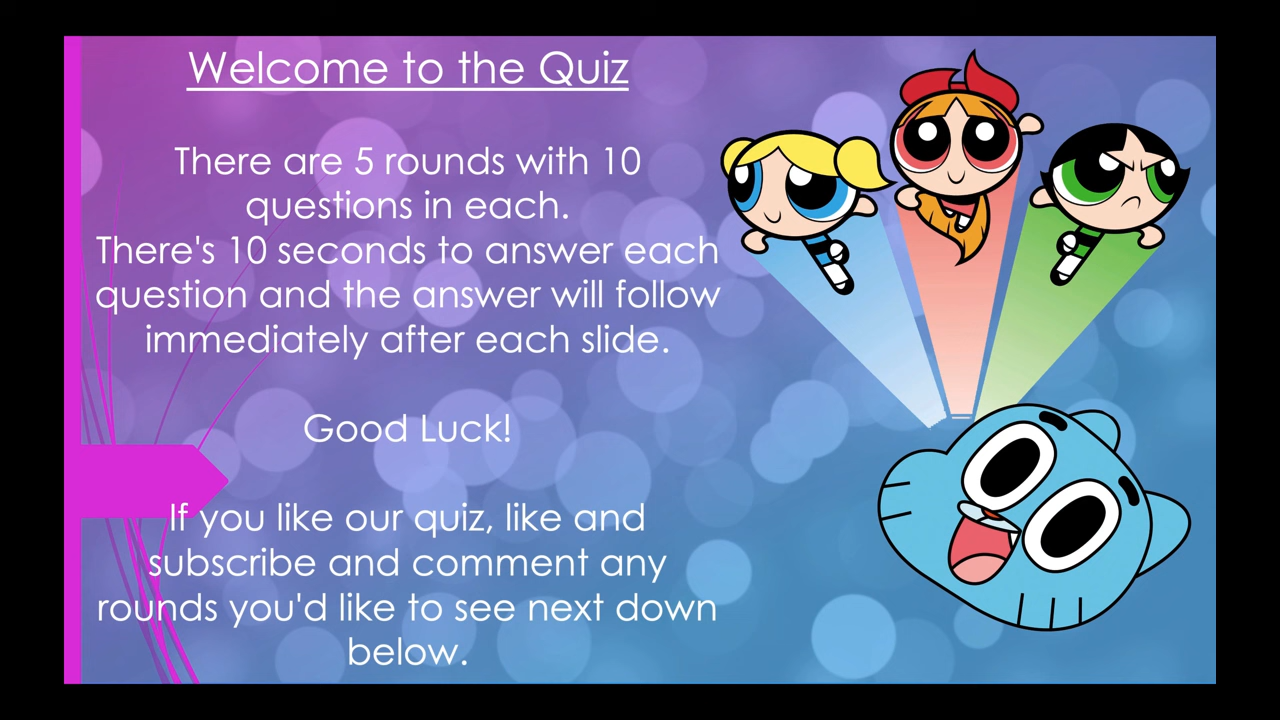 Welcome to the Quiz
There are 5 rounds with 10
questions in each.
There's 10 seconds to answer each
question and the answer will follow
immediately after each slide.
Good Luck!
If you like our quiz, like and
subscribe and comment any
rounds you'd like to see next down
below.